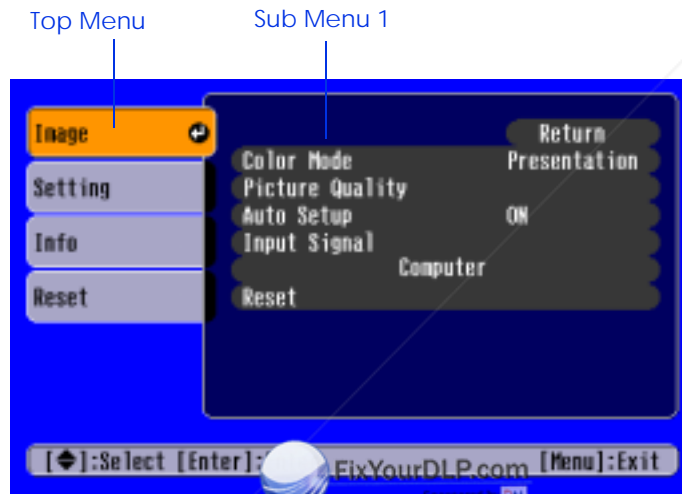 Top Menu
Sub Menu 1
Image
Setting
Info
Reset
Return
Color Mode Presentation
Picture Quality
Auto Setup ON
Input Signal
Computer
Reset
[◆]:Select [Enter]: [Menu]:Exit
FixYourDLP.com